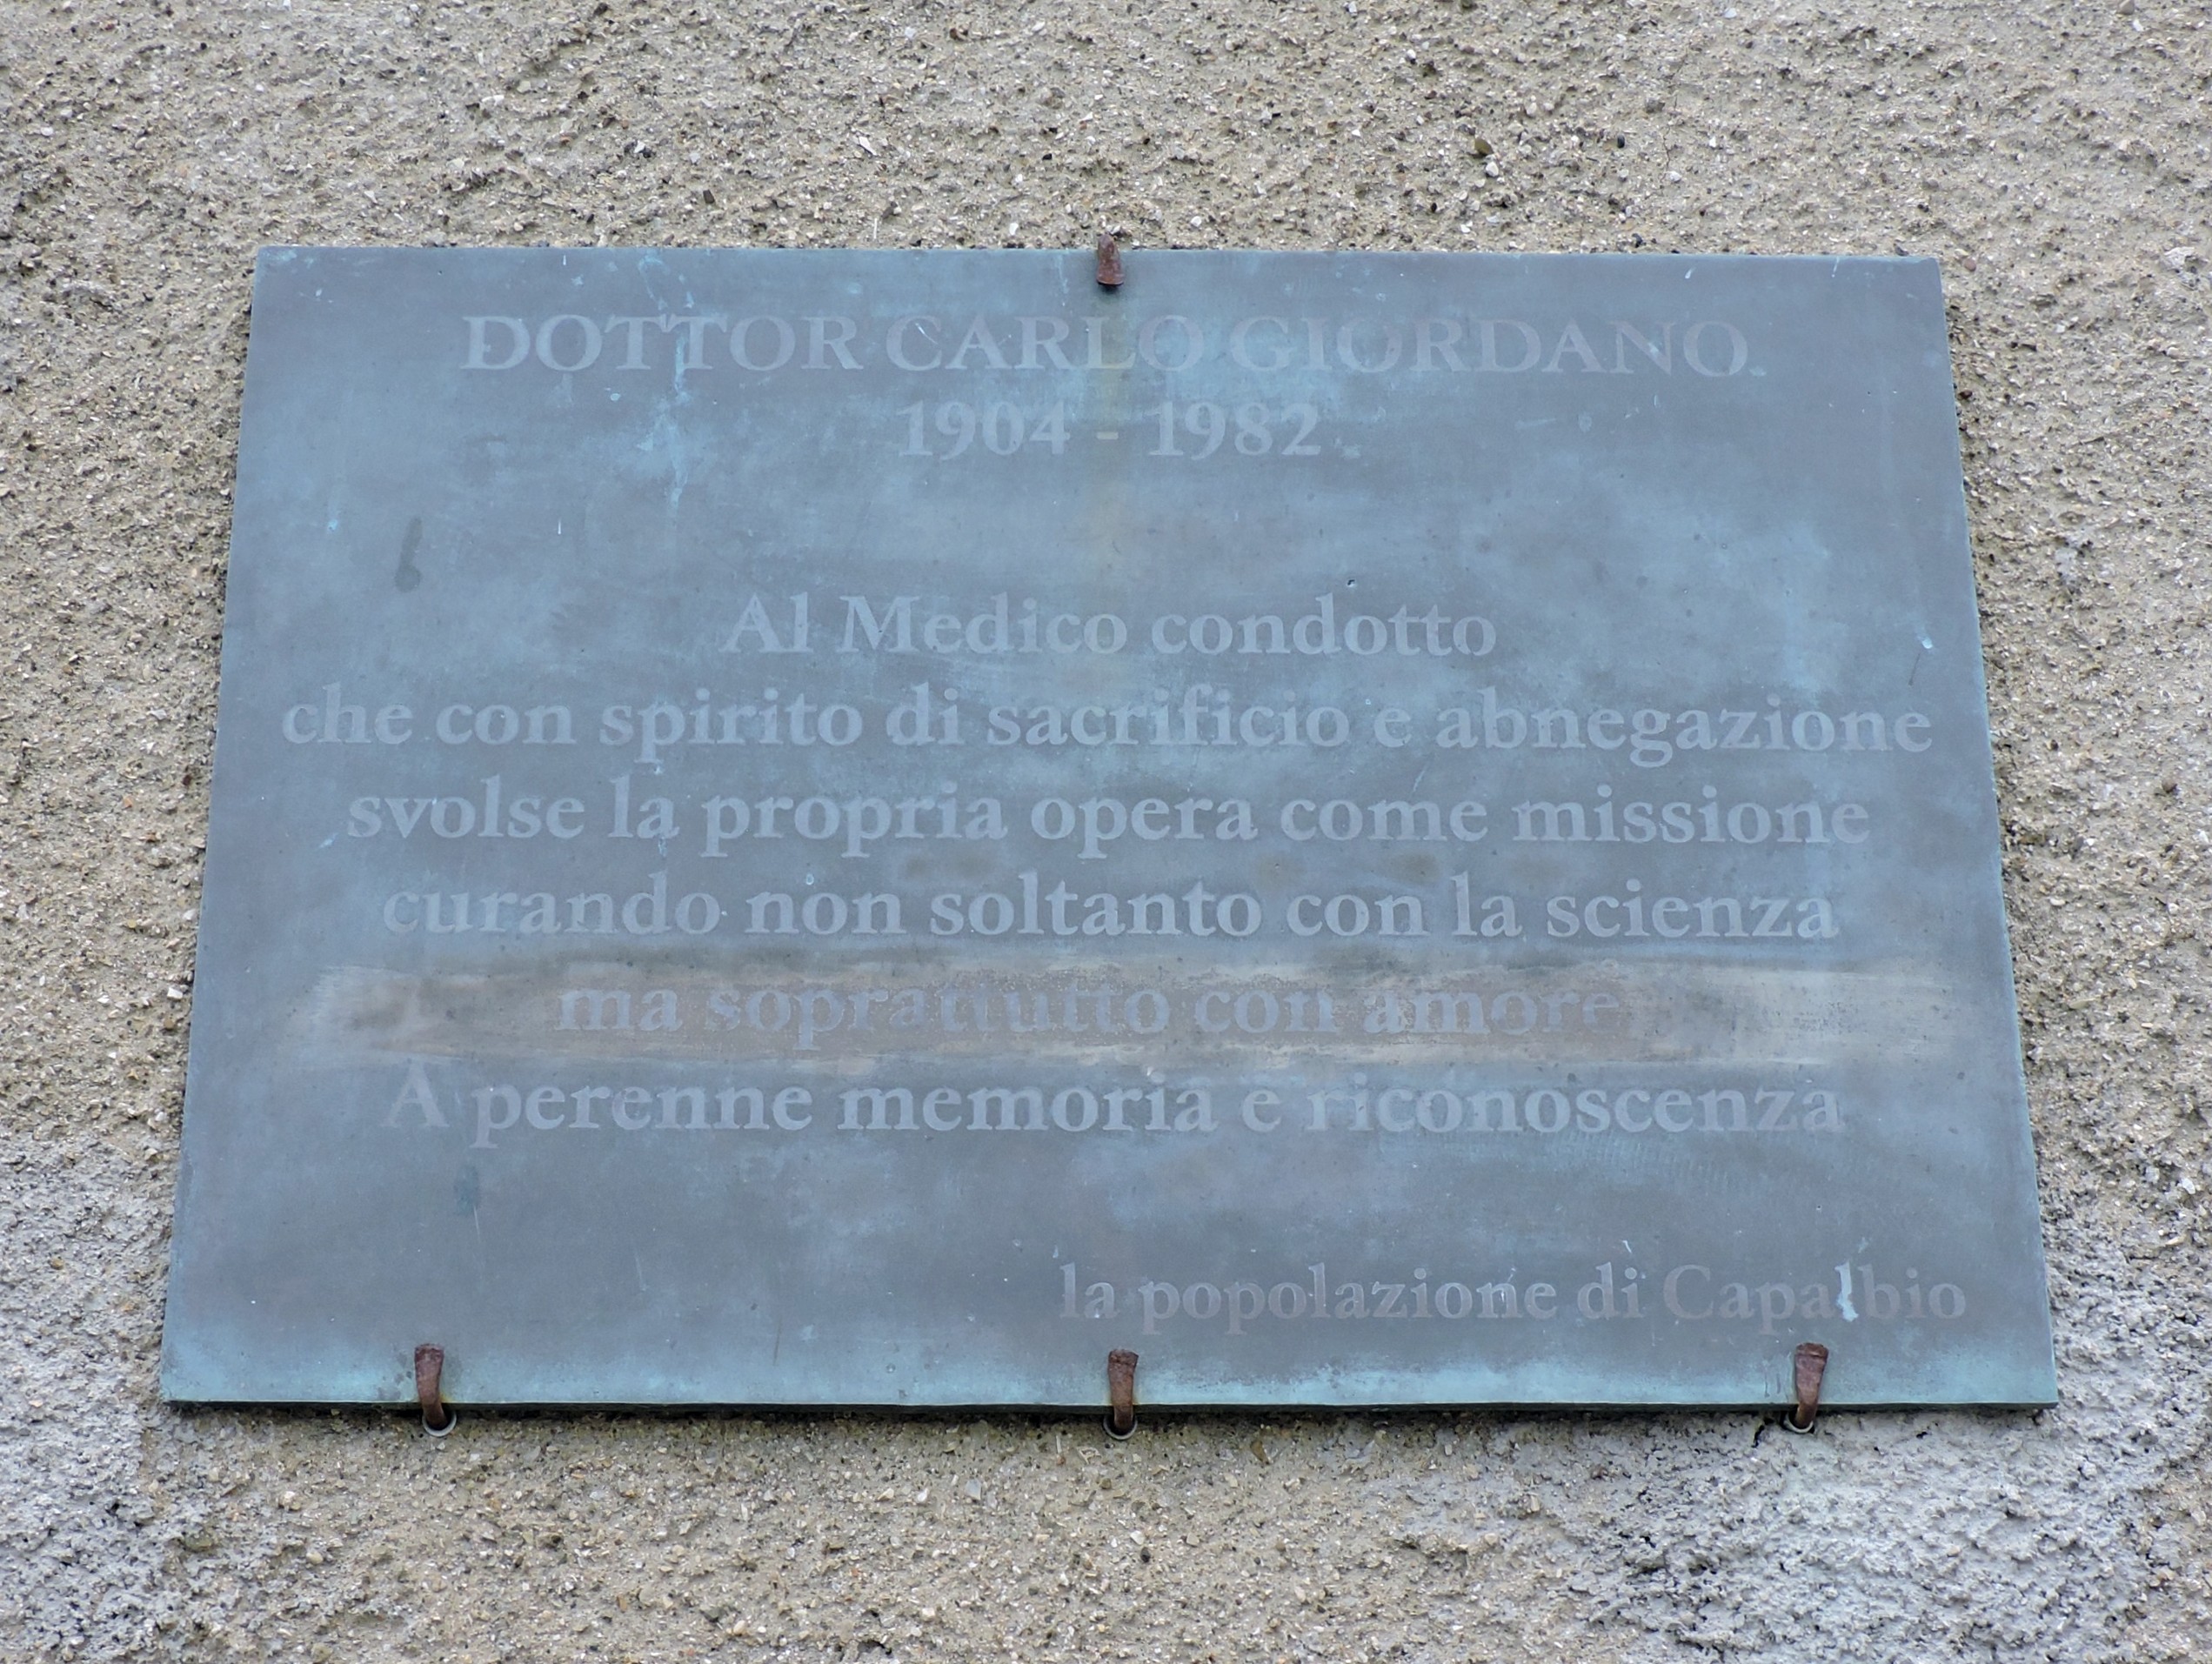 DOTTOR CARLO GIORDANO
1904 - 1982
Al Medico condotto
che con spirito di sacrificio e abnegazione
svolse la propria opera come missione
curando non soltanto con la scienza
ma soprattutto con amore
A perenne memoria e riconoscenza
la popolazione di Capalbio